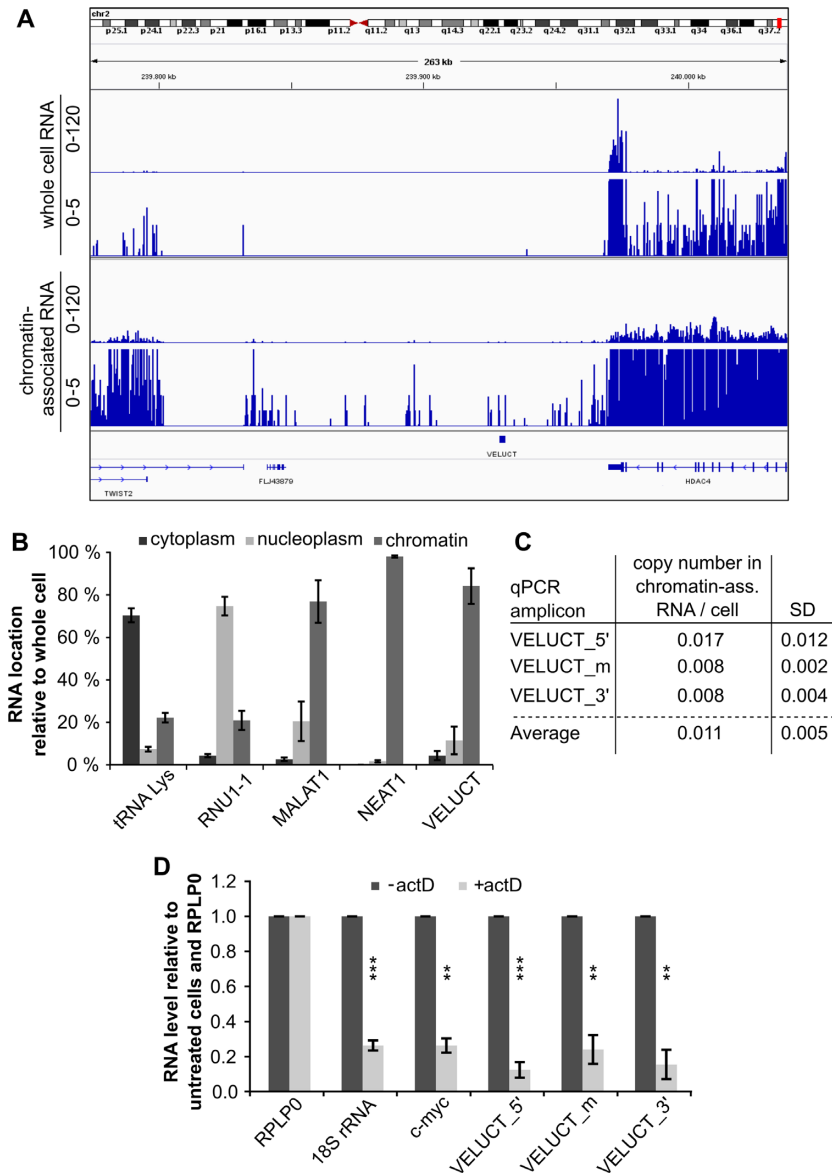 A
chr2
p25.1 p24.1 p22.3 p21 p16.1 p13.3 p11.2 q11.2 q13 q14.3 q22.1 q23.2 q24.2 q31.1 q32.1 q33.1 q34 q36.1 q37.2
263 kb
239.800 kb 239.900 kb 240.000 kb
whole cell RNA
0-120
0-5
chromatin-
associated RNA
0-120
0-5
VELUCT
TWIST2
FLJ43879
HDAC4
B
cytoplasm nucleoplasm chromatin
RNA location
relative to whole cell
100 %
80 %
60 %
40 %
20 %
0 %
tRNA Lys RNU1-1 MALAT1 NEAT1 VELUCT
C
qPCR
amplicon
copy number in
chromatin-ass.
RNA / cell
SD
VELUCT_5' 0.017 0.012
VELUCT_m 0.008 0.002
VELUCT_3' 0.008 0.004
Average 0.011 0.005
D
-actD +actD
RNA level relative to
untreated cells and RPLP0
1.2
1.0
0.8
0.6
0.4
0.2
0.0
*** ** *** ** **
RPLP0 18S rRNA c-myc VELUCT_5' VELUCT_m VELUCT_3'